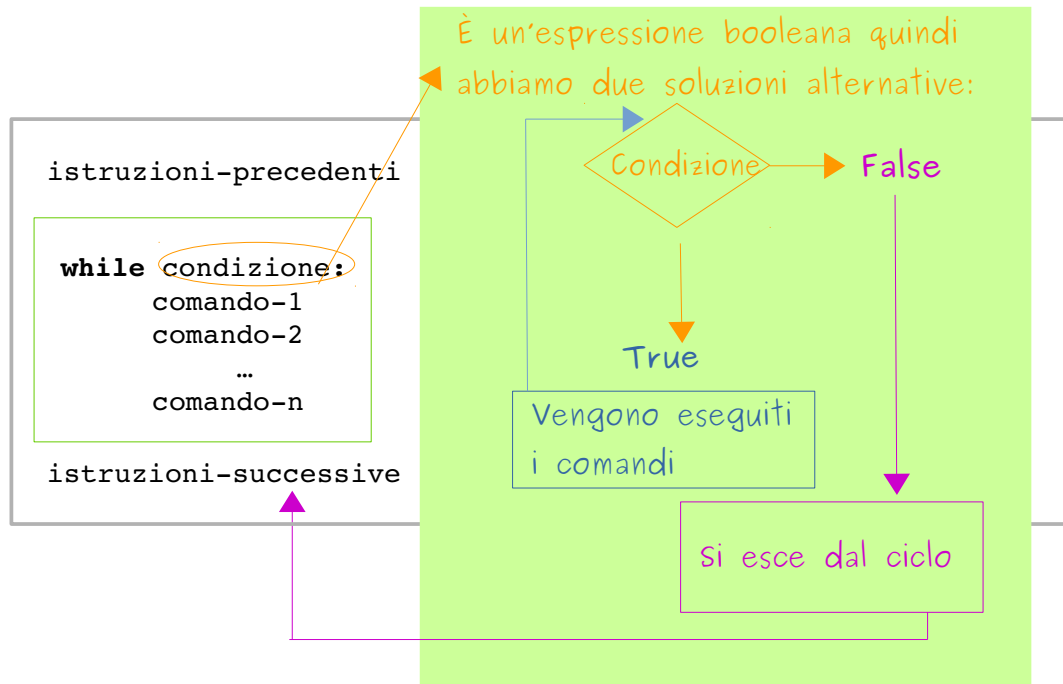 È un'espressione booleana quindi
abbiamo due soluzioni alternative:
istruzioni-precedenti
while condizione:
comando-1
comando-2
…
comando-n
istruzioni-successive
Condizione
False
True
Vengono eseguiti
i comandi
Si esce dal ciclo